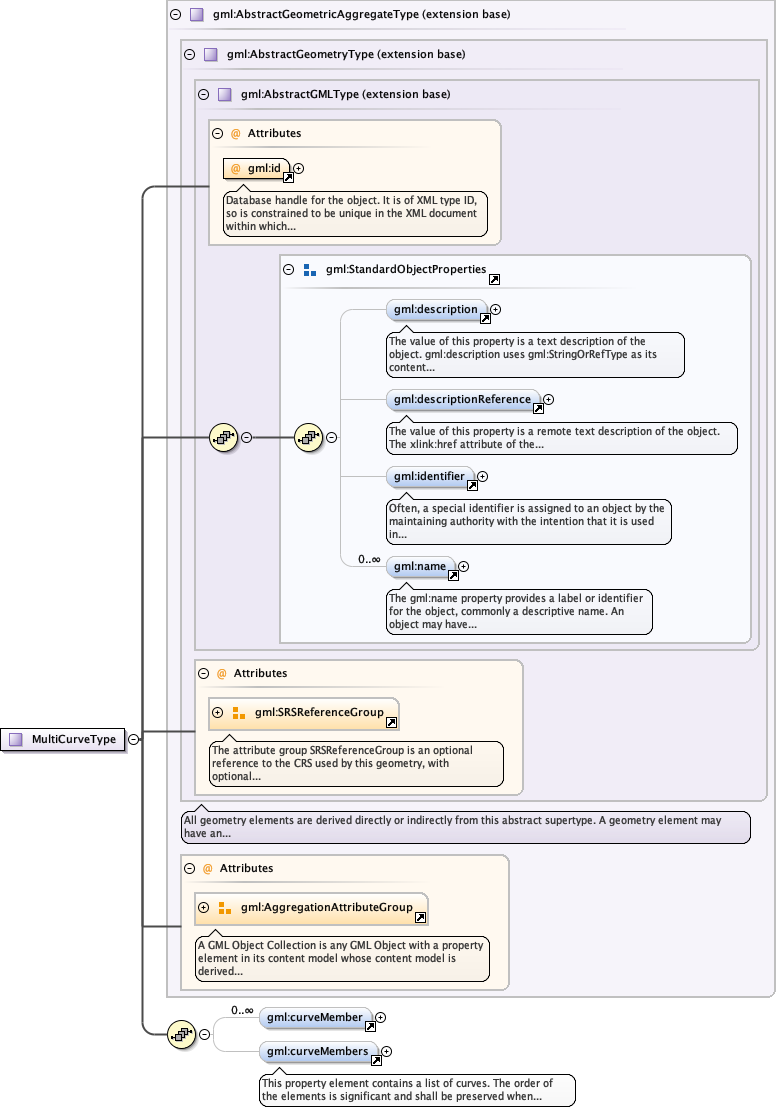 gml:AbstractGeometricAggregateType (extension base)
gml:AbstractGeometryType (extension base)
gml:AbstractGMLType (extension base)
@ Attributes
@ gml:id
Database handle for the object. It is of XML type ID,
so is constrained to be unique in the XML document
within which...
gml:StandardObjectProperties
gml:description
The value of this property is a text description of the
object. gml:description uses gml:StringOrRefType as its
content...
gml:descriptionReference
The value of this property is a remote text description of the object.
The xlink:href attribute of the...
gml:identifier
Often, a special identifier is assigned to an object by the
maintaining authority with the intention that it is used
in...
0..∞
gml:name
The gml:name property provides a label or identifier
for the object, commonly a descriptive name. An
object may have...
@ Attributes
gml:SRSReferenceGroup
The attribute group SRSReferenceGroup is an optional
reference to the CRS used by this geometry, with
optional...
MultiCurveType
All geometry elements are derived directly or indirectly from this abstract supertype. A geometry element may
have an...
@ Attributes
gml:AggregationAttributeGroup
A GML Object Collection is any GML Object with a property
element in its content model whose content model is
derived...
0..∞
gml:curveMember
gml:curveMembers
This property element contains a list of curves. The order of
the elements is significant and shall be preserved when...